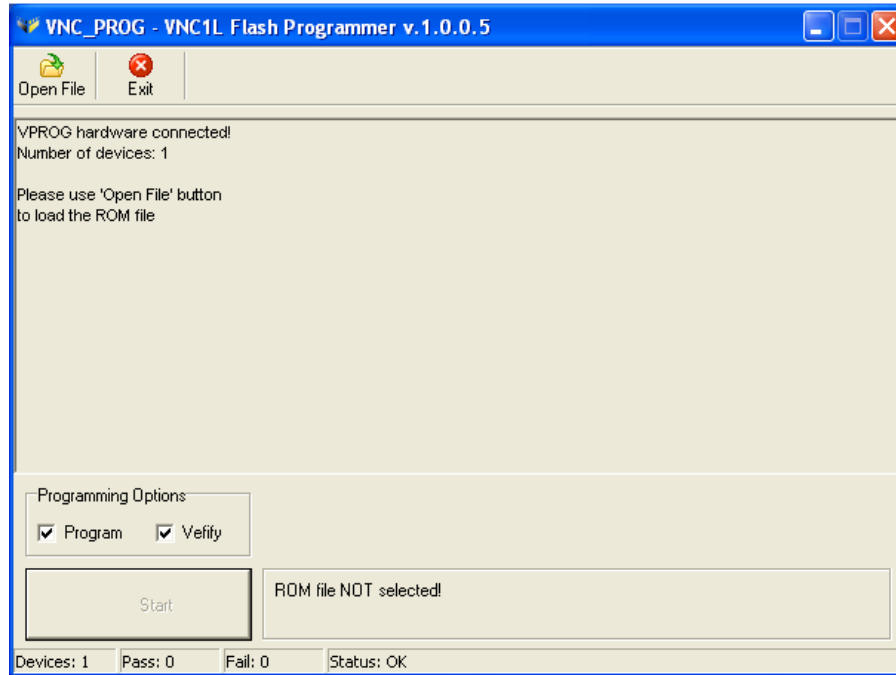 VNC_PROG - VNC1L Flash Programmer v.1.0.0.5
Open File
Exit
VPROG hardware connected!
Number of devices: 1
Please use 'Open File' button
to load the ROM file
Programming Options
Program
Vefify
Start
ROM file NOT selected!
Devices: 1
Pass: 0
Fail: 0
Status: OK